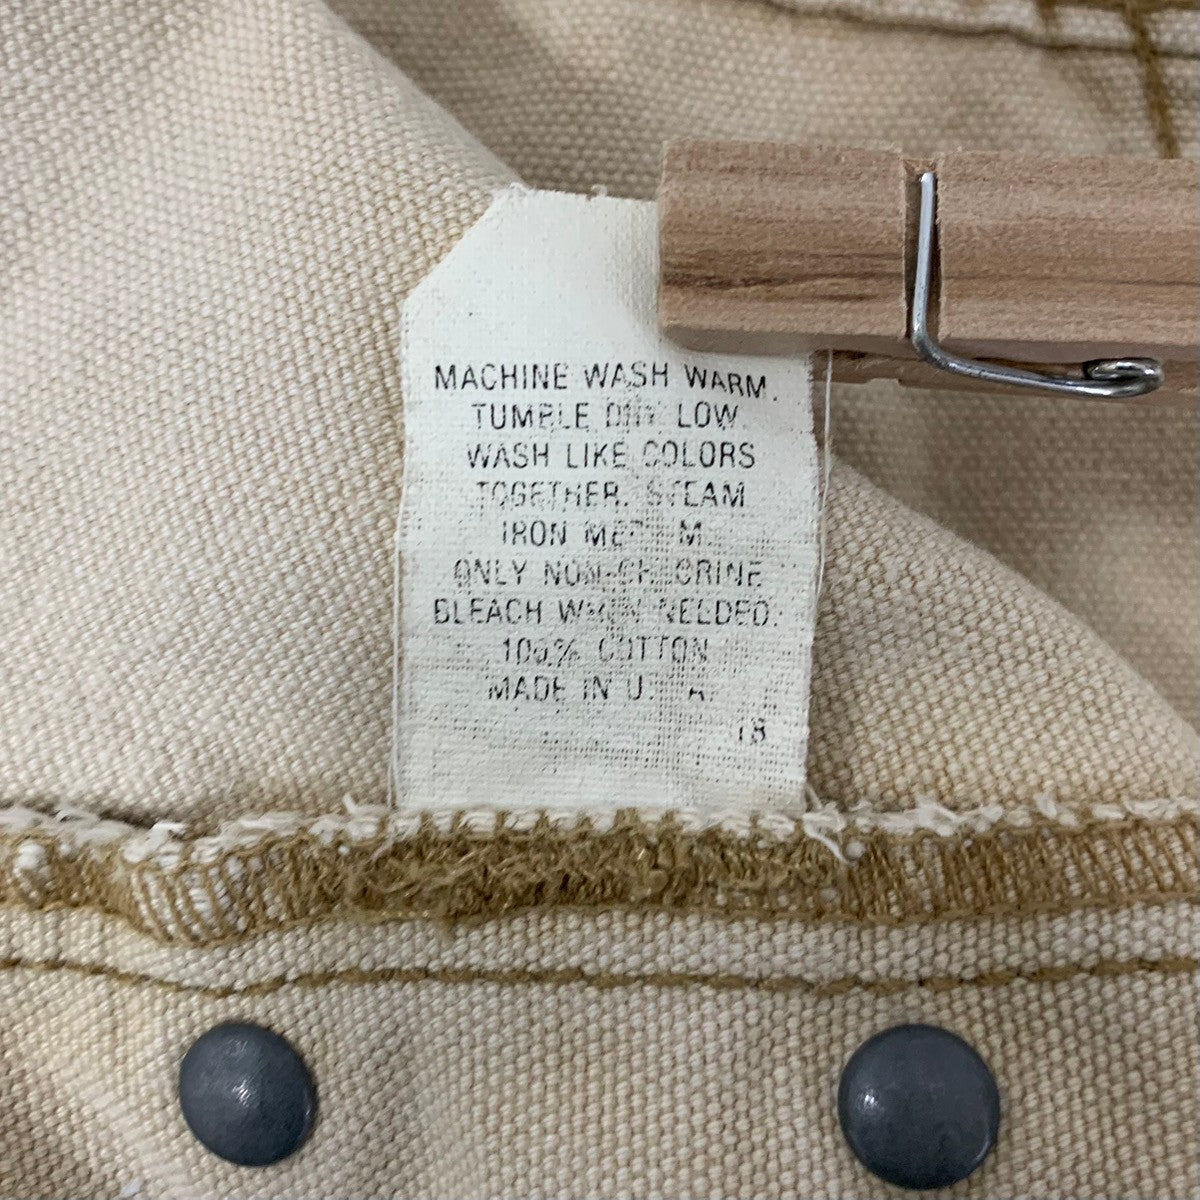 MACHINE WASH WARM.
TUMBLE DRY LOW.
WASH LIKE COLORS
TOGETHER. STEAM
IRON MEDIUM.
ONLY NON-CHLORINE
BLEACH WHEN NEEDED.
100% COTTON
MADE IN U.S.A.
18